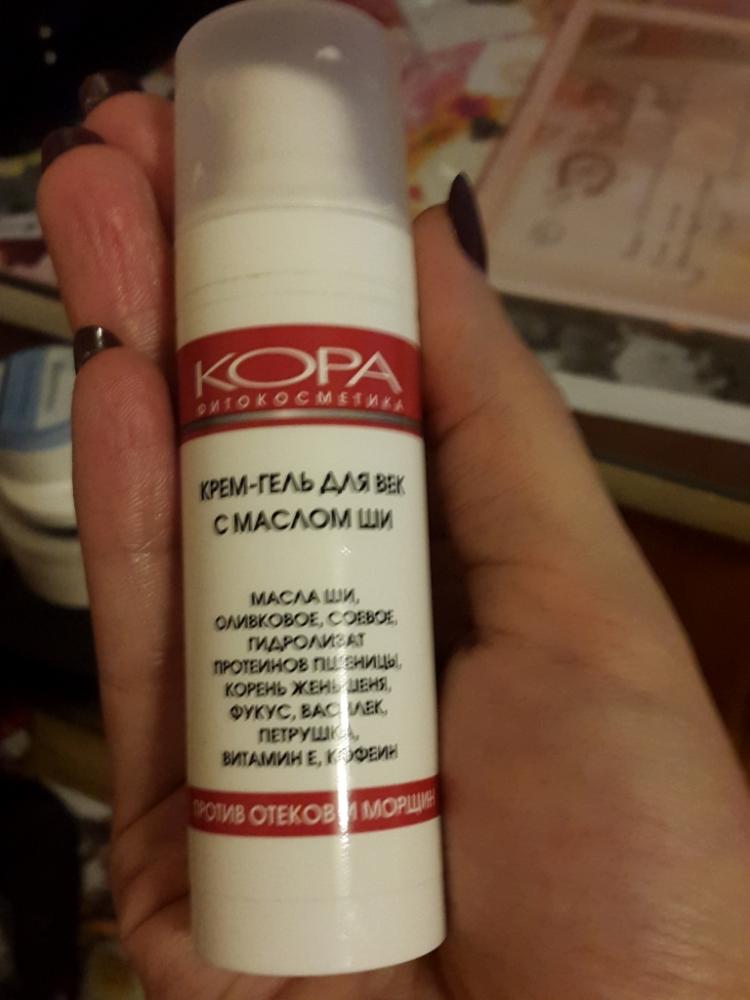 КОРА
ФИТОКОСМЕТИКА
КРЕМ-ГЕЛЬ ДЛЯ ВЕК
С МАСЛОМ ШИ
МАСЛА ШИ,
ОЛИВКОВОЕ, СОЕВОЕ,
ГИДРОЛИЗАТ
ПРОТЕИНОВ ПШЕНИЦЫ,
КОРЕНЬ ЖЕНЬШЕНЯ,
ФУКУС, ВАСИЛЕК,
ПЕТРУШКА,
ВИТАМИН Е, КОФЕИН
ПРОТИВ ОТЕКОВ И МОРЩИН